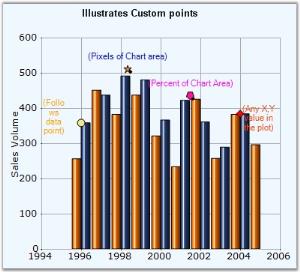 Illustrates Custom points
600
500
400
300
200
100
0
Sales Volume
(Pixels of Chart area)
(Percent of Chart Area)
(Follo
ws
data
point)
(Any X,Y
value in
the plot)
1994
1996
1998
2000
2002
2004
2006